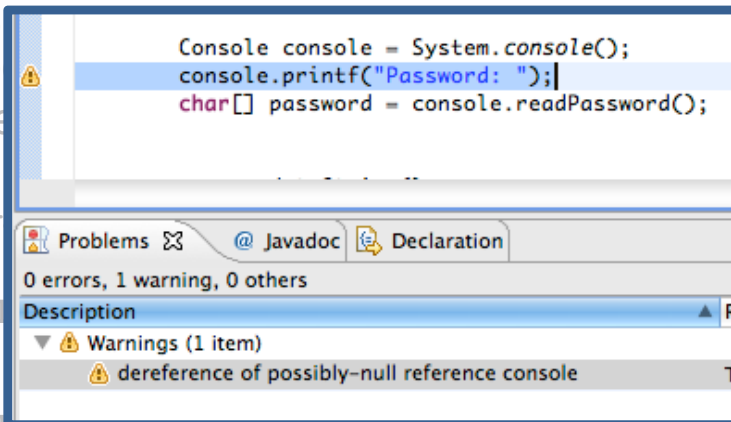 Console console = System.console();
console.printf("Password: ");
char[] password = console.readPassword();
Problems @ Javadoc Declaration
0 errors, 1 warning, 0 others
Description
Warnings (1 item)
dereference of possibly-null reference console